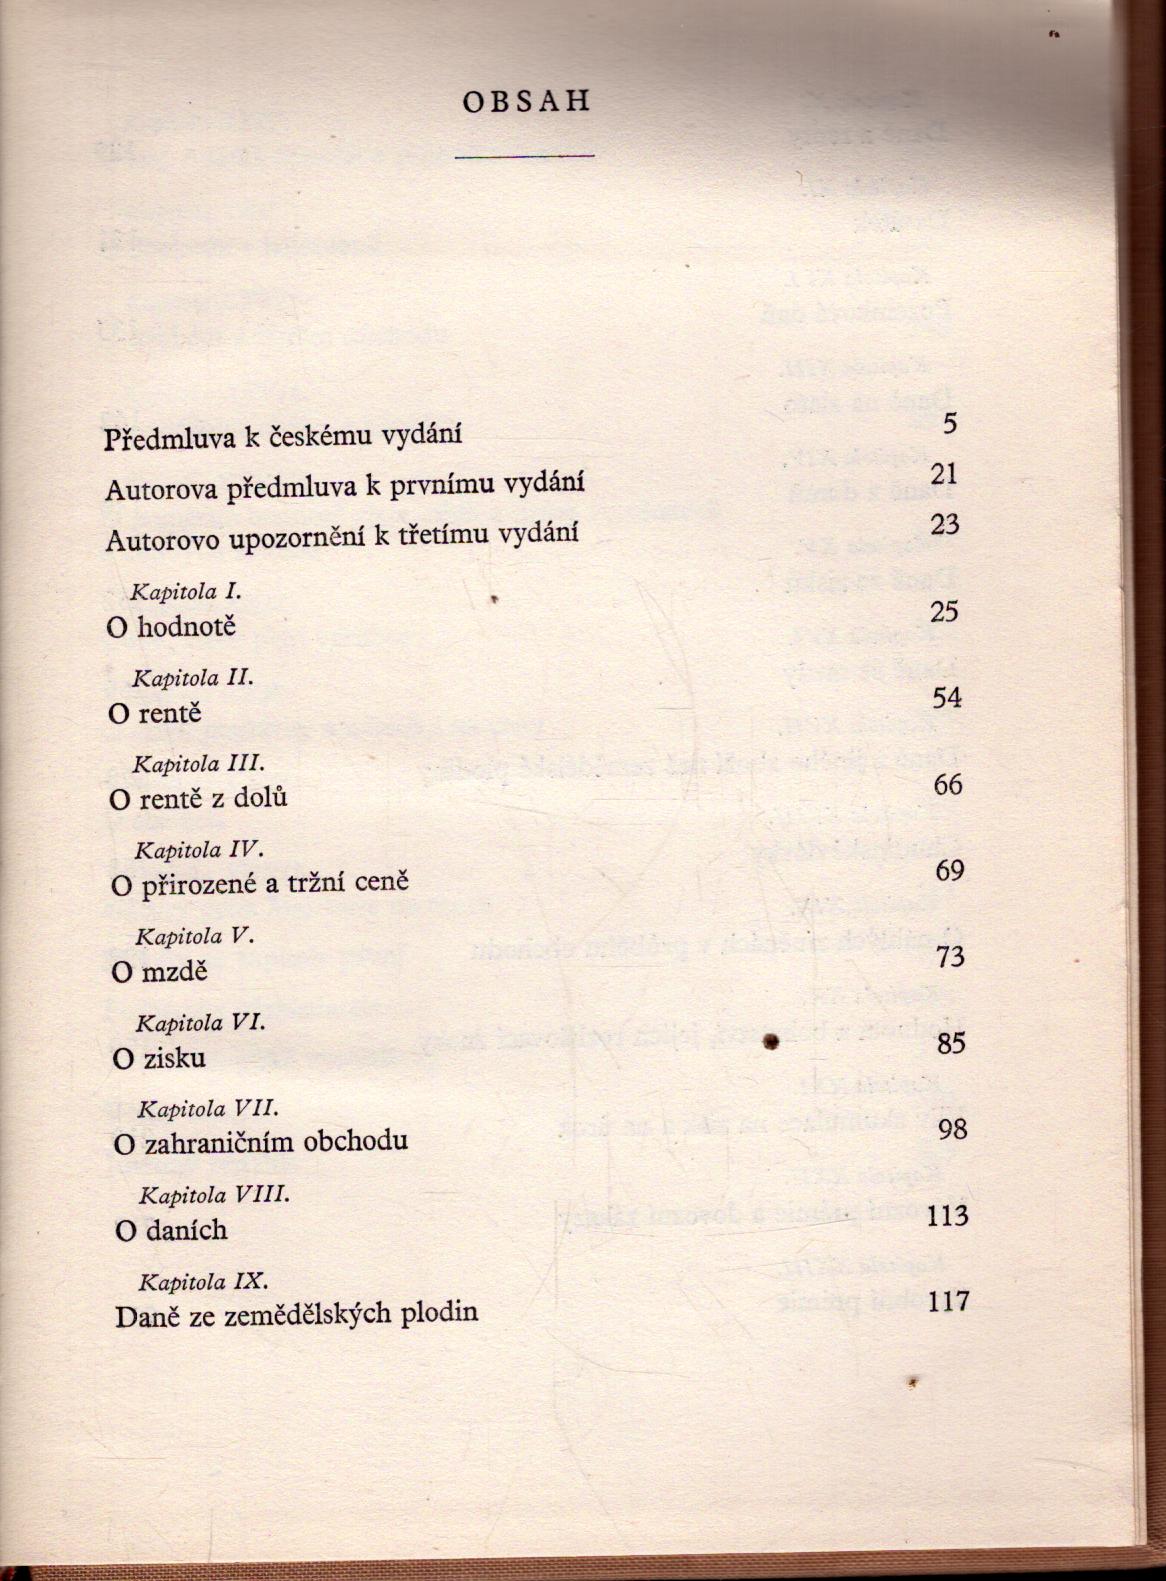 OBSAH
Předmluva k českému vydání 5
Autorova předmluva k prvnímu vydání 21
Autorovo upozornění k třetímu vydání 23
Kapitola I.
O hodnotě 25
Kapitola II.
O rentě 54
Kapitola III.
O rentě z dolů 66
Kapitola IV.
O přirozené a tržní ceně 69
Kapitola V.
O mzdě 73
Kapitola VI.
O zisku 85
Kapitola VII.
O zahraničním obchodu 98
Kapitola VIII.
O daních 113
Kapitola IX.
Daně ze zemědělských plodin 117